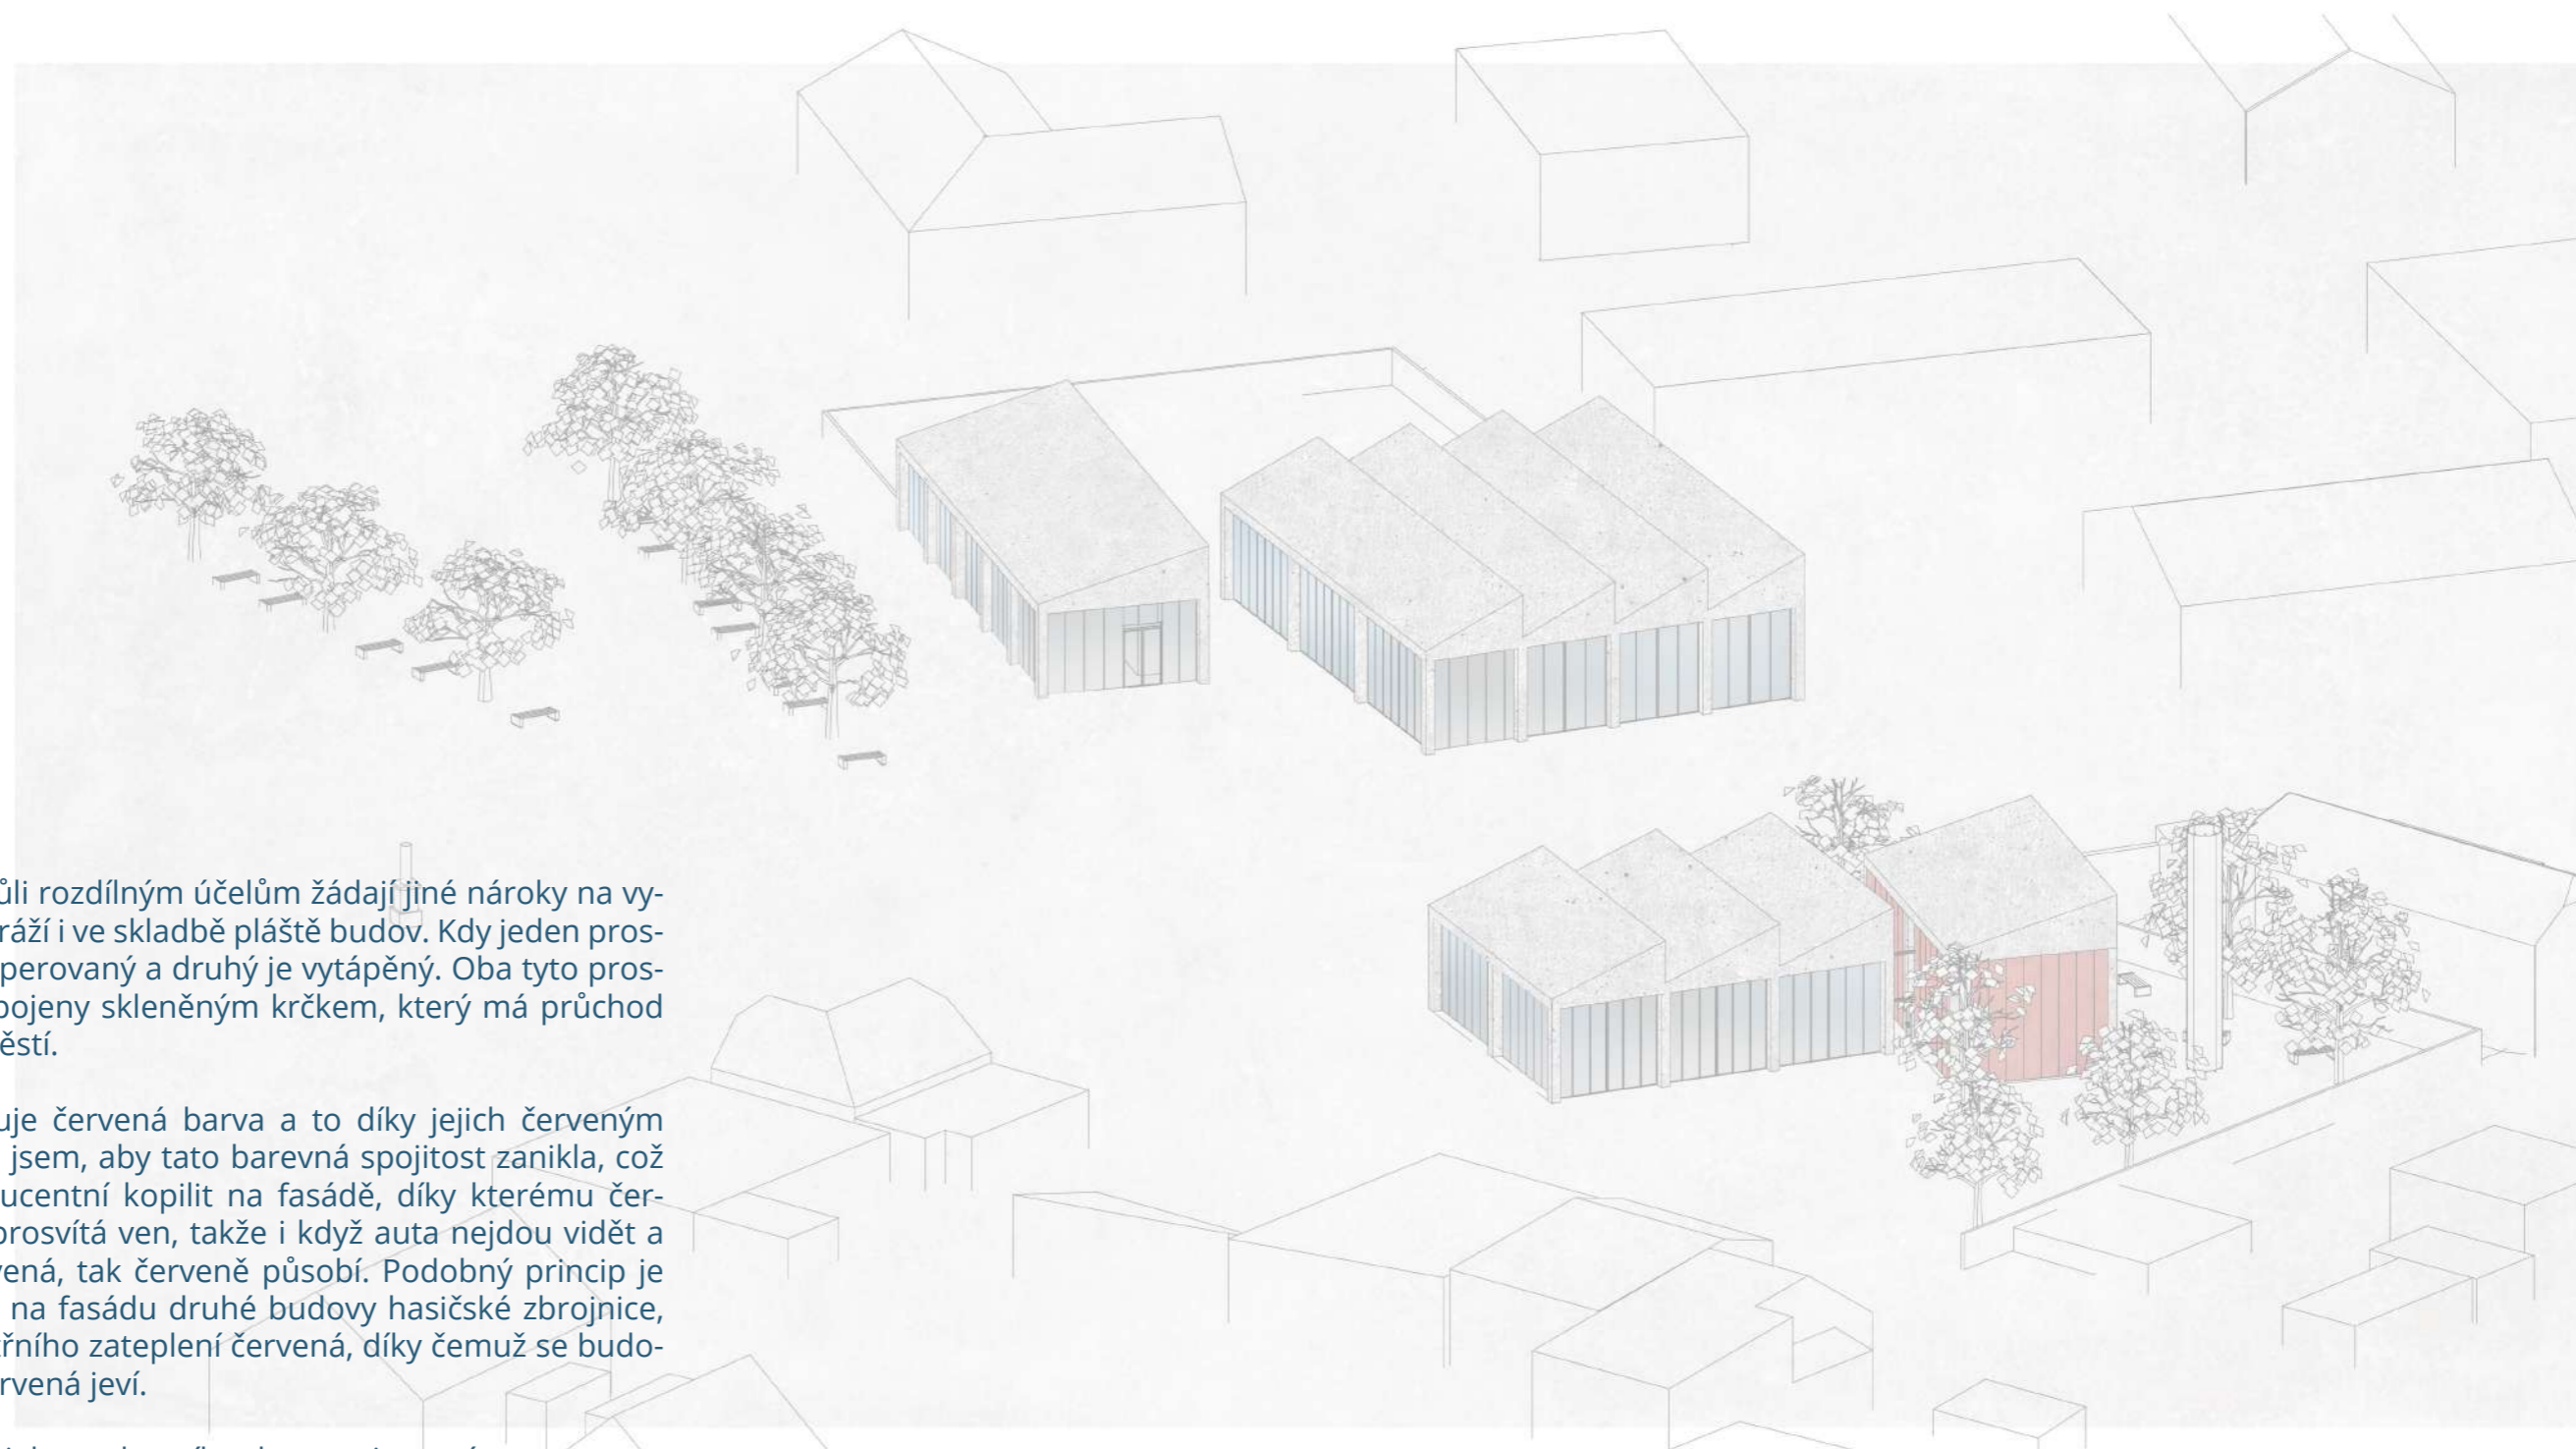 ůli rozdílným účelům žádají jiné nároky na vy-
ráží i ve skladbě pláště budov. Kdy jeden pros-
perovaný a druhý je vytápěný. Oba tyto pros-
pojeny skleněným krčkem, který má průchod
ěstí.
uje červená barva a to díky jejich červeným
jsem, aby tato barevná spojitost zanikla, což
ucentní kopilit na fasádě, díky kterému čer-
prosvítá ven, takže i když auta nejdou vidět a
vená, tak červeně působí. Podobný princip je
na fasádu druhé budovy hasičské zbrojnice,
řního zateplení červená, díky čemuž se budo-
rvená jeví.